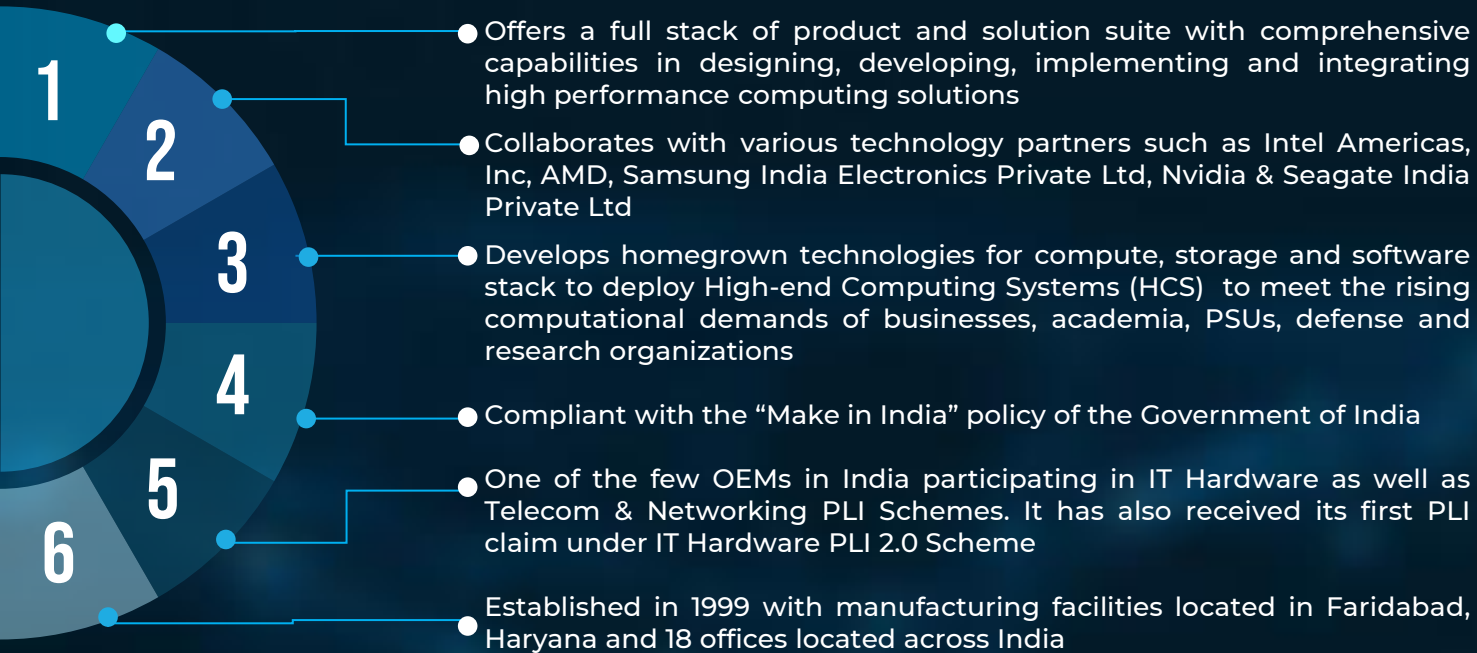 1
Offers a full stack of product and solution suite with comprehensive
capabilities in designing, developing, implementing and integrating
high performance computing solutions
2
Collaborates with various technology partners such as Intel Americas,
Inc, AMD, Samsung India Electronics Private Ltd, Nvidia & Seagate India
Private Ltd
3
Develops homegrown technologies for compute, storage and software
stack to deploy High-end Computing Systems (HCS) to meet the rising
computational demands of businesses, academia, PSUs, defense and
research organizations
4
Compliant with the “Make in India” policy of the Government of India
5
One of the few OEMs in India participating in IT Hardware as well as
Telecom & Networking PLI Schemes. It has also received its first PLI
claim under IT Hardware PLI 2.0 Scheme
6
Established in 1999 with manufacturing facilities located in Faridabad,
Haryana and 18 offices located across India